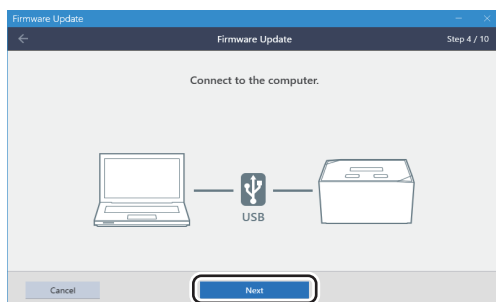 Firmware Update
Firmware Update
Step 4 / 10
Connect to the computer.
USB
Cancel
Next